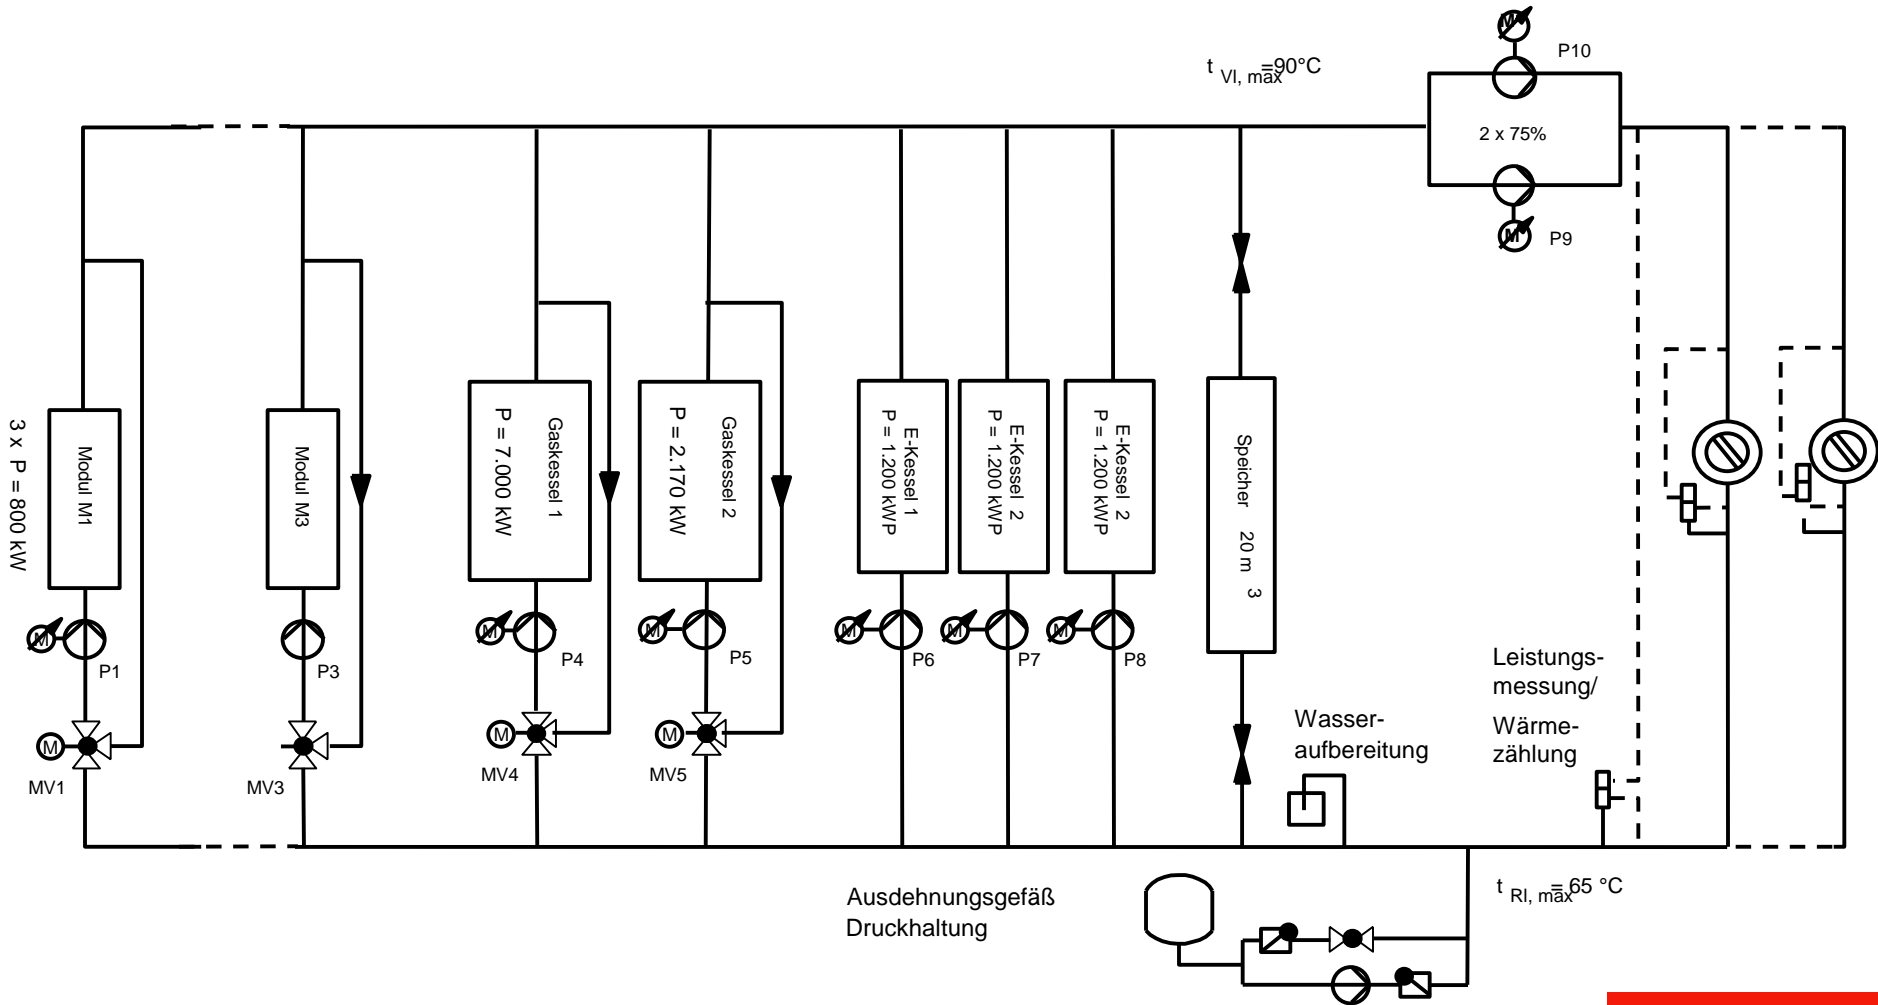 P10
t VI, max =90°C
2 x 75%
M
M
P9
3 x P = 800 kW
Modul M1
Modul M3
Gaskessel 1
P = 7.000 kW
Gaskessel 2
P = 2.170 kW
E-Kessel 1
P = 1.200 kWP
E-Kessel 2
P = 1.200 kWP
E-Kessel 2
P = 1.200 kWP
Speicher 20 m 3
M
P1
P3
M
P4
M
P5
M
P6
M
P7
M
P8
M
MV1
MV3
M
MV4
M
MV5
Wasser-
aufbereitung
Leistungs-
messung/
Wärme-
zählung
Ausdehnungsgefäß
Druckhaltung
t RI, max = 65 °C